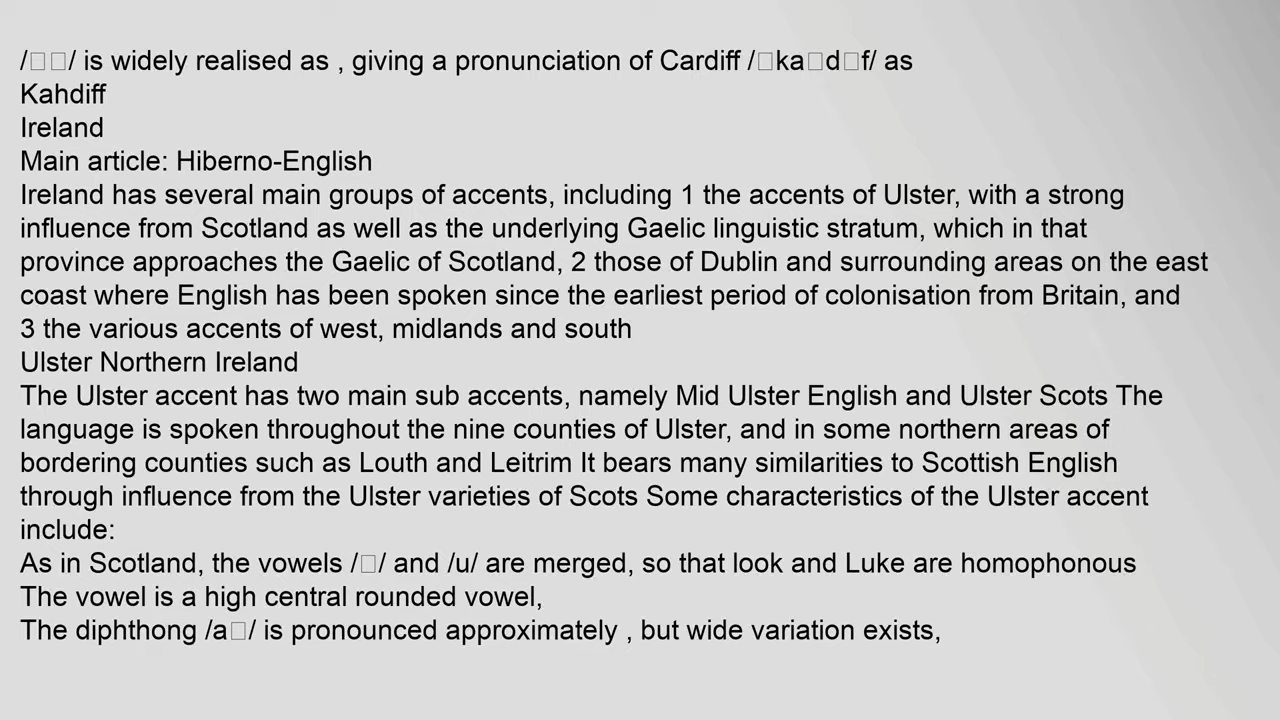 /□□/ is widely realised as , giving a pronunciation of Cardiff /□ka□d□f/ as
Kahdiff
Ireland
Main article: Hiberno-English
Ireland has several main groups of accents, including 1 the accents of Ulster, with a strong
influence from Scotland as well as the underlying Gaelic linguistic stratum, which in that
province approaches the Gaelic of Scotland, 2 those of Dublin and surrounding areas on the east
coast where English has been spoken since the earliest period of colonisation from Britain, and
3 the various accents of west, midlands and south
Ulster Northern Ireland
The Ulster accent has two main sub accents, namely Mid Ulster English and Ulster Scots The
language is spoken throughout the nine counties of Ulster, and in some northern areas of
bordering counties such as Louth and Leitrim It bears many similarities to Scottish English
through influence from the Ulster varieties of Scots Some characteristics of the Ulster accent
include:
As in Scotland, the vowels /□/ and /u/ are merged, so that look and Luke are homophonous
The vowel is a high central rounded vowel,
The diphthong /a□/ is pronounced approximately , but wide variation exists,